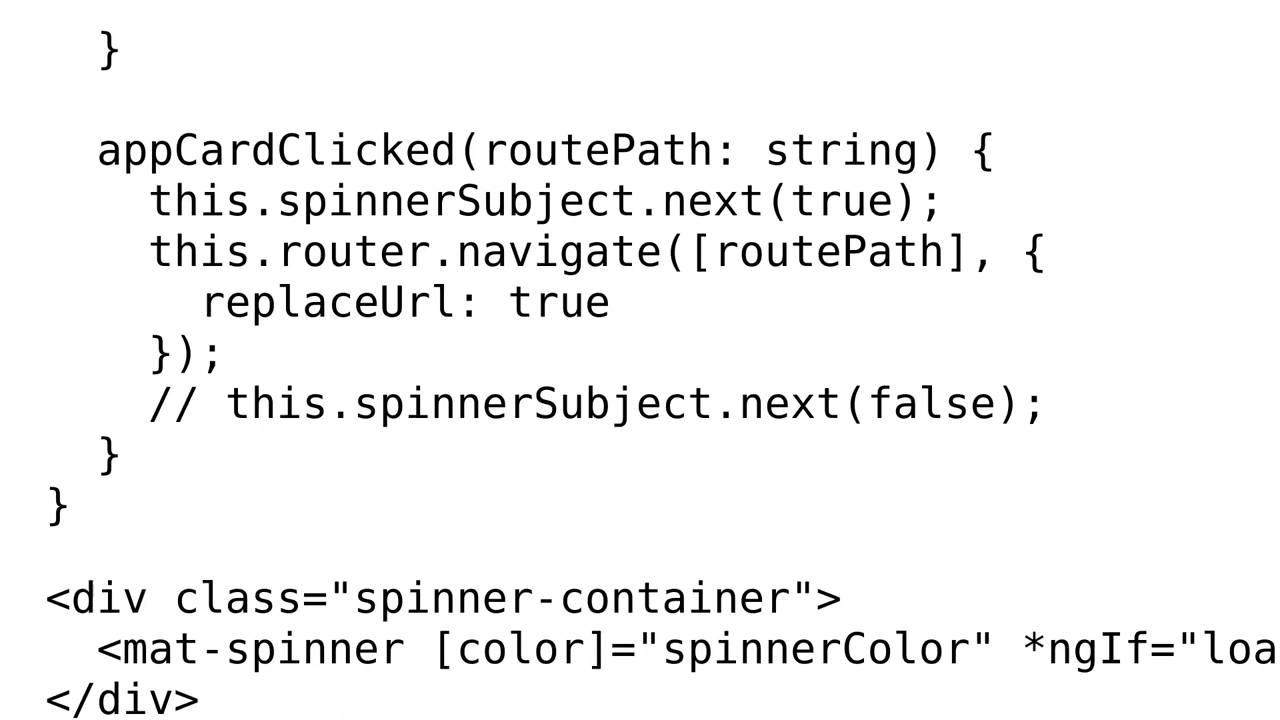 }
appCardClicked(routePath: string) {
this.spinnerSubject.next(true);
this.router.navigate([routePath], {
replaceUrl: true
});
// this.spinnerSubject.next(false);
}
}
<div class="spinner-container">
<mat-spinner [color]="spinnerColor" *ngIf="loa
</div>